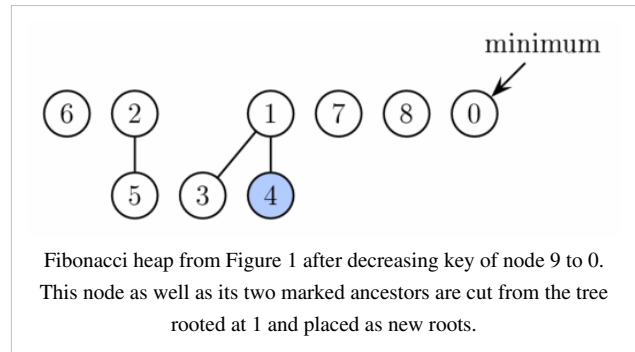 minimum
6 2 1 7 8 0
5 3 4
Fibonacci heap from Figure 1 after decreasing key of node 9 to 0.
This node as well as its two marked ancestors are cut from the tree
rooted at 1 and placed as new roots.